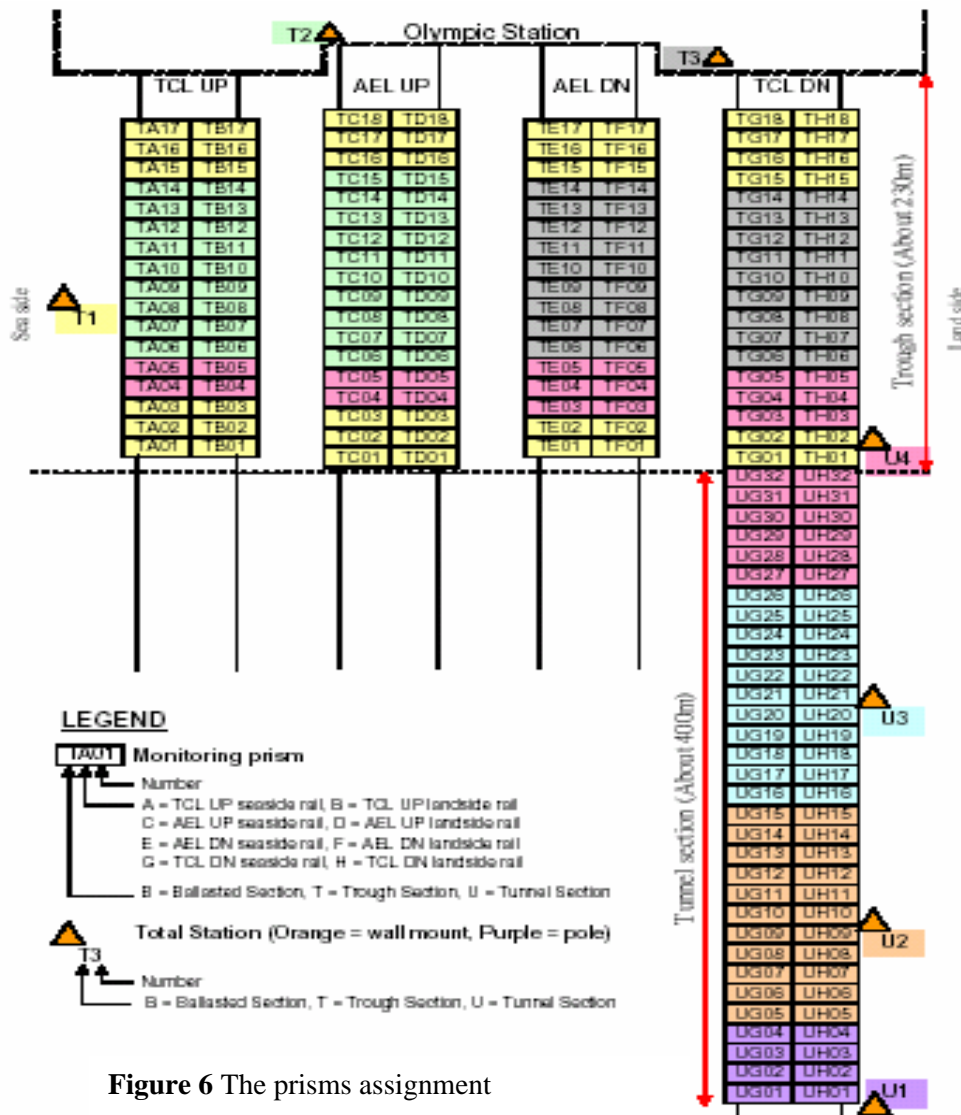 T2 Olympic Station
T3
TCL UP AEL UP AEL DN TCL DN
TA17 TB17 TC18 TD18 TE17 TF17 TG18 TH18
TA16 TB16 TC17 TD17 TE16 TF16 TG17 TH17
TA15 TB15 TC16 TD16 TE15 TF15 TG16 TH16
TA14 TB14 TC15 TD15 TE14 TF14 TG15 TH15
TA13 TB13 TC14 TD14 TE13 TF13 TG14 TH14
TA12 TB12 TC13 TD13 TE12 TF12 TG13 TH13
TA11 TB11 TC12 TD12 TE11 TF11 TG12 TH12
TA10 TB10 TC11 TD11 TE10 TF10 TG11 TH11
TA09 TB09 TC10 TD10 TE09 TF09 TG10 TH10
TA08 TB08 TC09 TD09 TE08 TF08 TG09 TH09
TA07 TB07 TC08 TD08 TE07 TF07 TG08 TH08
TA06 TB06 TC07 TD07 TE06 TF06 TG07 TH07
TA05 TB05 TC06 TD06 TE05 TF05 TG06 TH06
TA04 TB04 TC05 TD05 TE04 TF04 TG05 TH05
TA03 TB03 TC04 TD04 TE03 TF03 TG04 TH04
TA02 TB02 TC03 TD03 TE02 TF02 TG03 TH03
TA01 TB01 TC02 TD02 TE01 TF01 TG02 TH02
TC01 TD01 TG01 TH01
Sea side
T1
Trough section (About 230m)
Land side
U4
UG32 UH32
UG31 UH31
UG30 UH30
UG29 UH29
UG28 UH28
UG27 UH27
UG26 UH26
UG25 UH25
UG24 UH24
UG23 UH23
UG22 UH22
UG21 UH21
UG20 UH20
UG19 UH19
UG18 UH18
UG17 UH17
UG16 UH16
UG15 UH15
UG14 UH14
UG13 UH13
UG12 UH12
UG11 UH11
UG10 UH10
UG09 UH09
UG08 UH08
UG07 UH07
UG06 UH06
UG05 UH05
UG04 UH04
UG03 UH03
UG02 UH02
UG01 UH01
U3
U2
U1
Tunnel section (About 400m)
LEGEND
TA01 Monitoring prism
Number
A = TCL UP seaside rail, B = TCL UP landside rail
C = AEL UP seaside rail, D = AEL UP landside rail
E = AEL DN seaside rail, F = AEL DN landside rail
G = TCL DN seaside rail, H = TCL DN landside rail
B = Ballasted Section, T = Trough Section, U = Tunnel Section
Total Station (Orange = wall mount, Purple = pole)
T3
Number
B = Ballasted Section, T = Trough Section, U = Tunnel Section
Figure 6 The prisms assignment